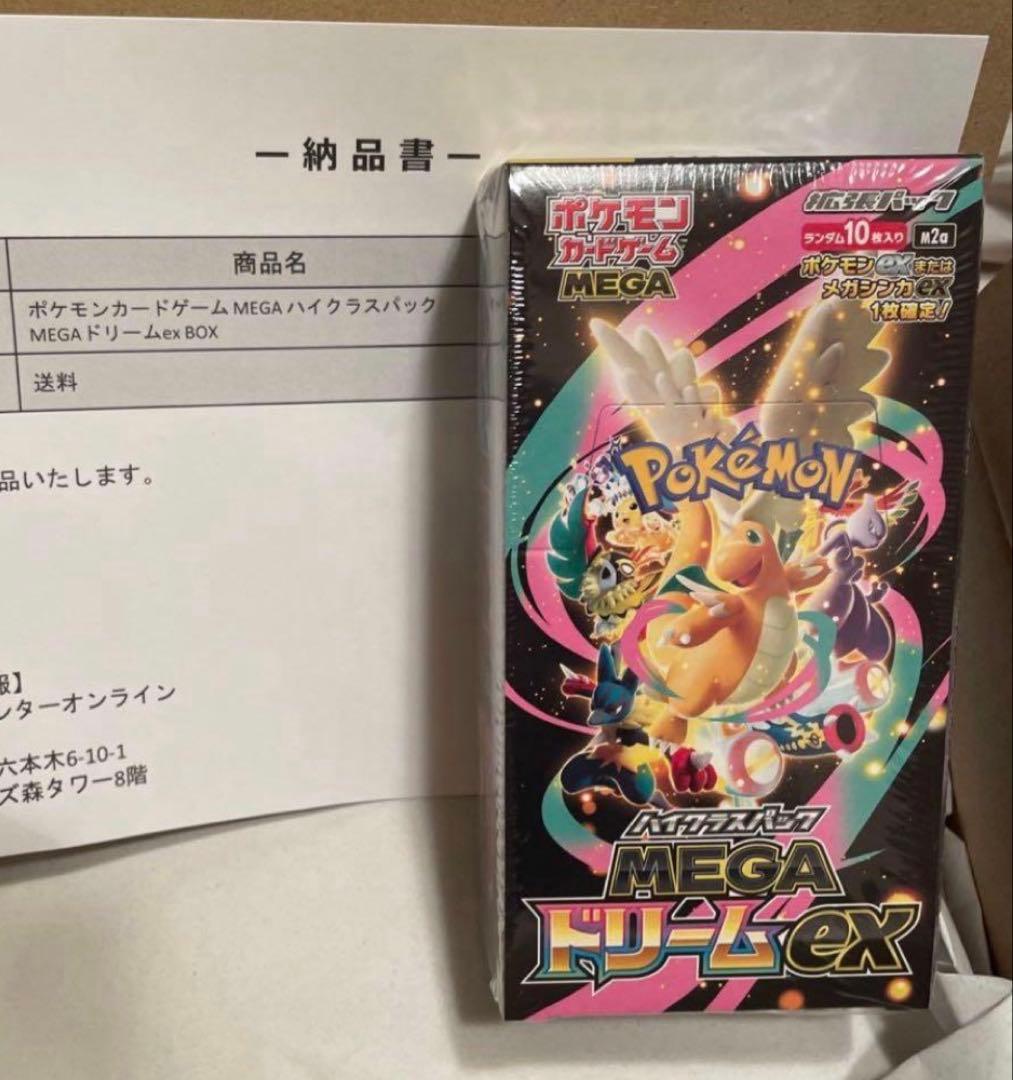 ー納品書ー
商品名
ポケモンカードゲーム MEGA ハイクラスパック
MEGAドリームex BOX
送料
品いたします。
報】
ンターオンライン
六本木6-10-1
ズ森タワー8階
ポケモン
カードゲーム
MEGA
拡張パック
ランダム10枚入り
M2a
ポケモンexまたは
メガシンカex
1枚確定!
POKéMON
ハイクラスパック
MEGA
ドリームex